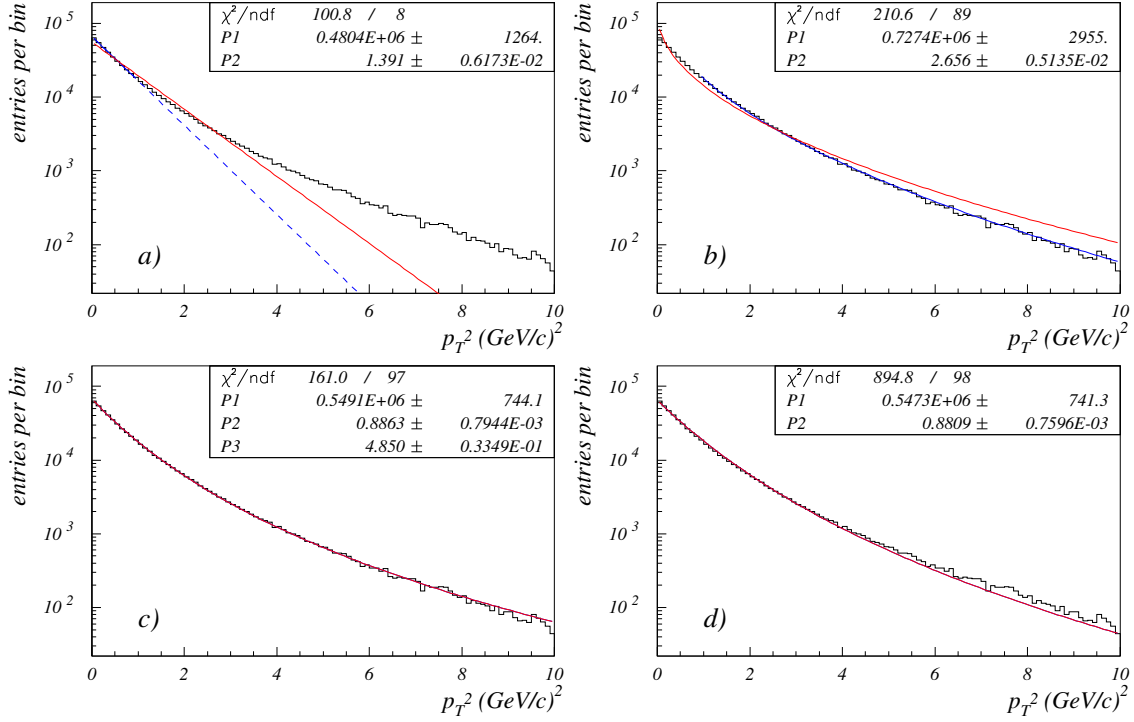 χ²/ndf 100.8 / 8
P1 0.4804E+06 ± 1264.
P2 1.391 ± 0.6173E-02
entries per bin
10⁵
10⁴
10³
10²
a)
0 2 4 6 8 10
p_T² (GeV/c)²
χ²/ndf 210.6 / 89
P1 0.7274E+06 ± 2955.
P2 2.656 ± 0.5135E-02
entries per bin
10⁵
10⁴
10³
10²
b)
0 2 4 6 8 10
p_T² (GeV/c)²
χ²/ndf 161.0 / 97
P1 0.5491E+06 ± 744.1
P2 0.8863 ± 0.7944E-03
P3 4.850 ± 0.3349E-01
entries per bin
10⁵
10⁴
10³
10²
c)
0 2 4 6 8 10
p_T² (GeV/c)²
χ²/ndf 894.8 / 98
P1 0.5473E+06 ± 741.3
P2 0.8809 ± 0.7596E-03
entries per bin
10⁵
10⁴
10³
10²
d)
0 2 4 6 8 10
p_T² (GeV/c)²